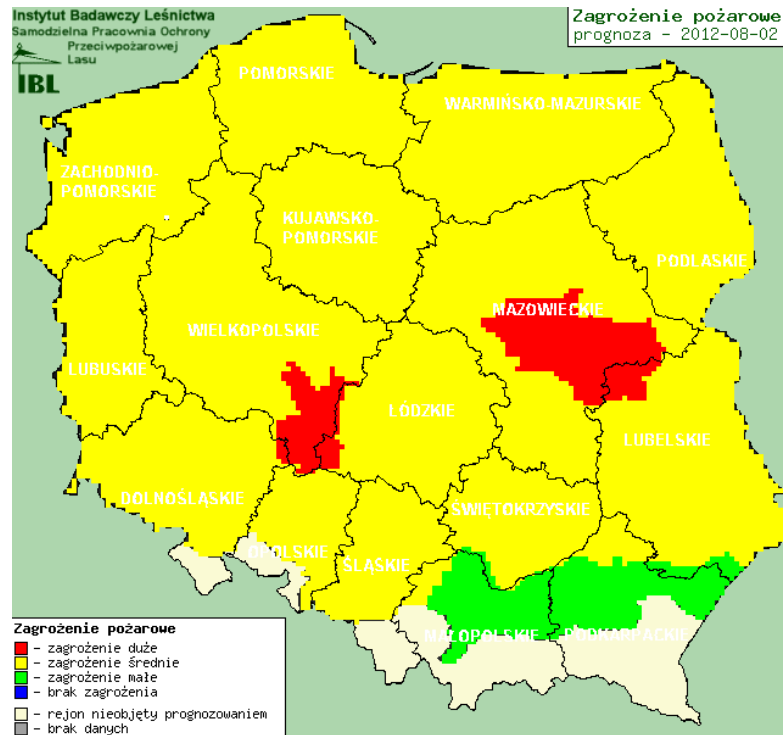 Instytut Badawczy Leśnictwa
Samodzielna Pracownia Ochrony
Przeciwpożarowej
Lasu
IBL
Zagrożenie pożarowe
prognoza - 2012-08-02
POMORSKIE
WARMIŃSKO-MAZURSKIE
ZACHODNIO-
POMORSKIE
KUJAWSKO-
POMORSKIE
PODLASKIE
MAZOWIECKIE
WIELKOPOLSKIE
LUBUSKIE
ŁÓDZKIE
LUBELSKIE
DOLNOŚLĄSKIE
ŚWIĘTOKRZYSKIE
OPOLSKIE
ŚLĄSKIE
MAŁOPOLSKIE
PODKARPACKIE
Zagrożenie pożarowe
- zagrożenie duże
- zagrożenie średnie
- zagrożenie małe
- brak zagrożenia
- rejon nieobjęty prognozowaniem
- brak danych